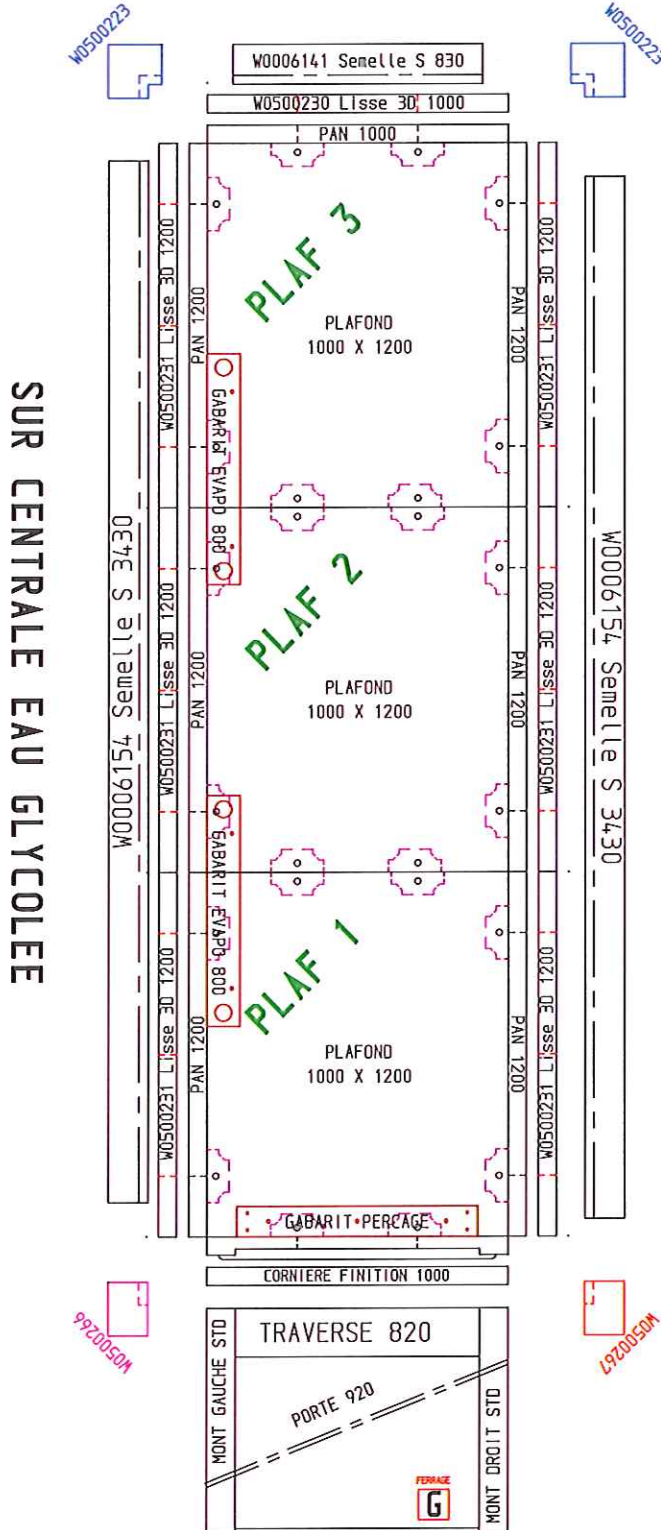 W0500223
W0500223
W0006141 Semelle S 830
W0500230 Lisse 3D 1000
PAN 1000
W0500231 Lisse 3D 1200
PAN 1200
PLAF 3
PLAFOND
1000 X 1200
PAN 1200
W0500231 Lisse 3D 1200
GABARIT EVAPO 800
SUR CENTRALE EAU GLYCOLEE
W0006154 Semelle S 3430
W0500231 Lisse 3D 1200
PAN 1200
PLAF 2
PLAFOND
1000 X 1200
PAN 1200
W0500231 Lisse 3D 1200
W0006154 Semelle S 3430
GABARIT EVAPO 800
W0500231 Lisse 3D 1200
PAN 1200
PLAF 1
PLAFOND
1000 X 1200
PAN 1200
W0500231 Lisse 3D 1200
GABARIT PERCAGE
CORNIERE FINITION 1000
W0500266
W0500267
MONT GAUCHE STD
TRAVERSE 820
PORTE 920
MONT DROIT STD
FERRAGE
G